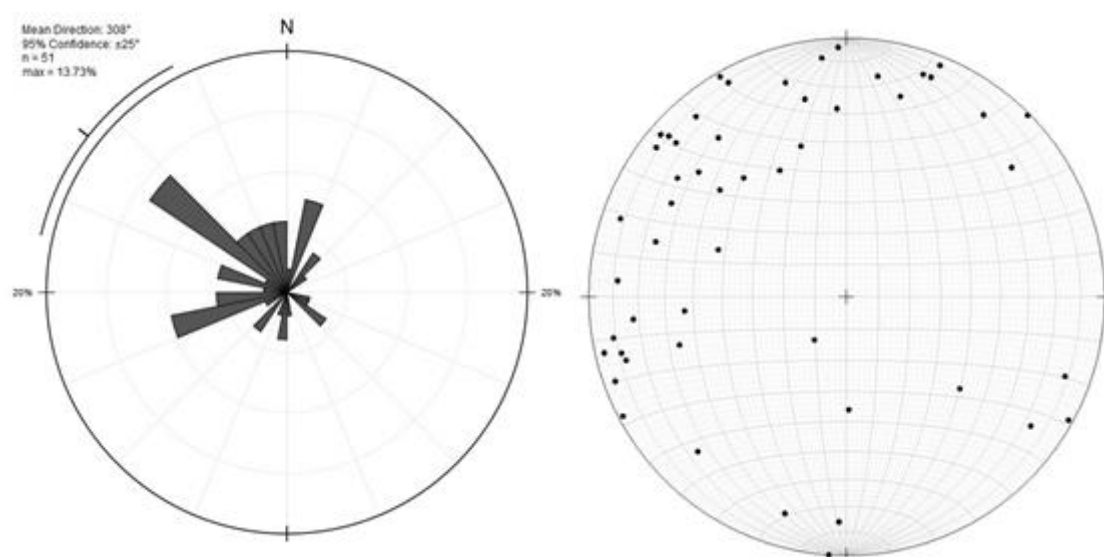 Mean Direction: 308°
95% Confidence: ±25°
n = 51
max = 13.73%
N
20%
20%